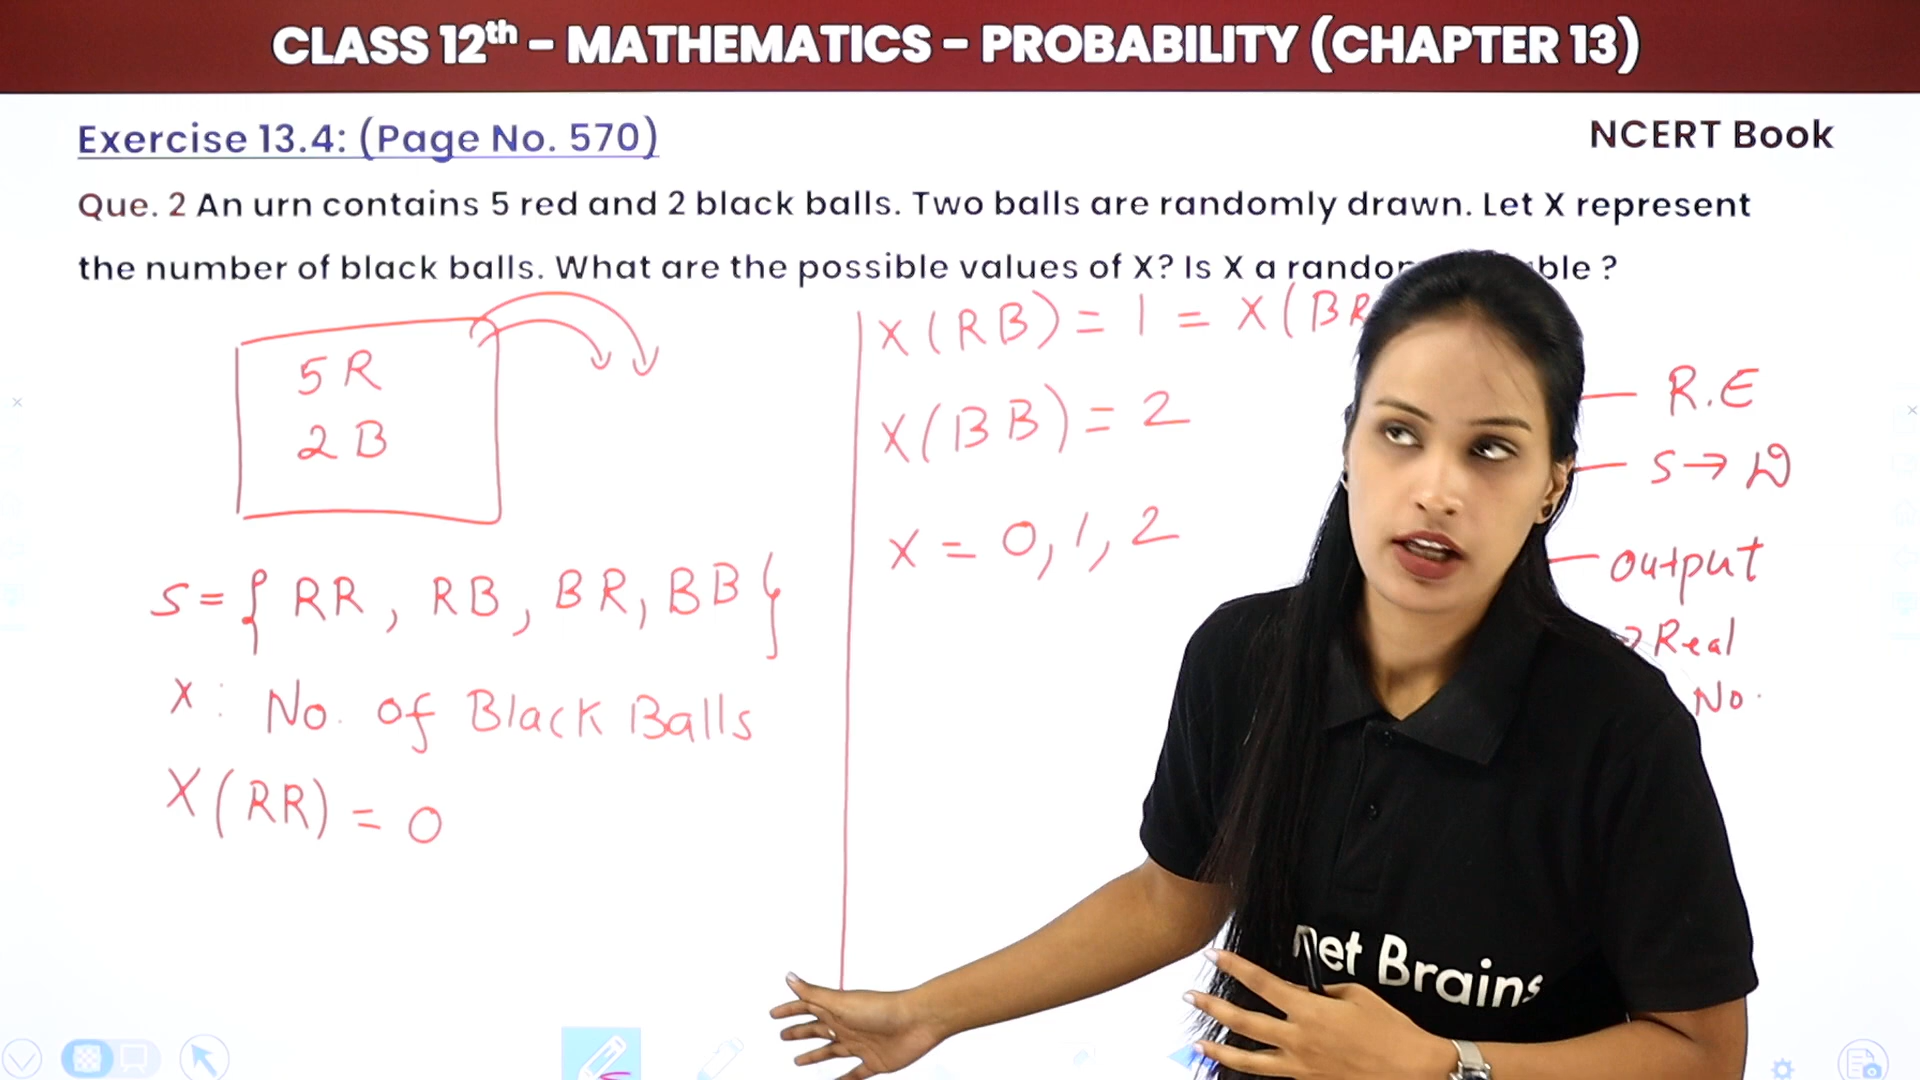 CLASS 12th - MATHEMATICS - PROBABILITY (CHAPTER 13)
Exercise 13.4: (Page No. 570)
NCERT Book
Que. 2 An urn contains 5 red and 2 black balls. Two balls are randomly drawn. Let X represent
the number of black balls. What are the possible values of X? Is X a ?
5 R
2 B
S = { RR, RB, BR, BB }
X : No. of Black Balls
X (RR) = 0
X (RB) = 1 = X (BR
X (BB) = 2
X = 0, 1, 2
R.E
S →
Output
→ Real
No.
net Brains